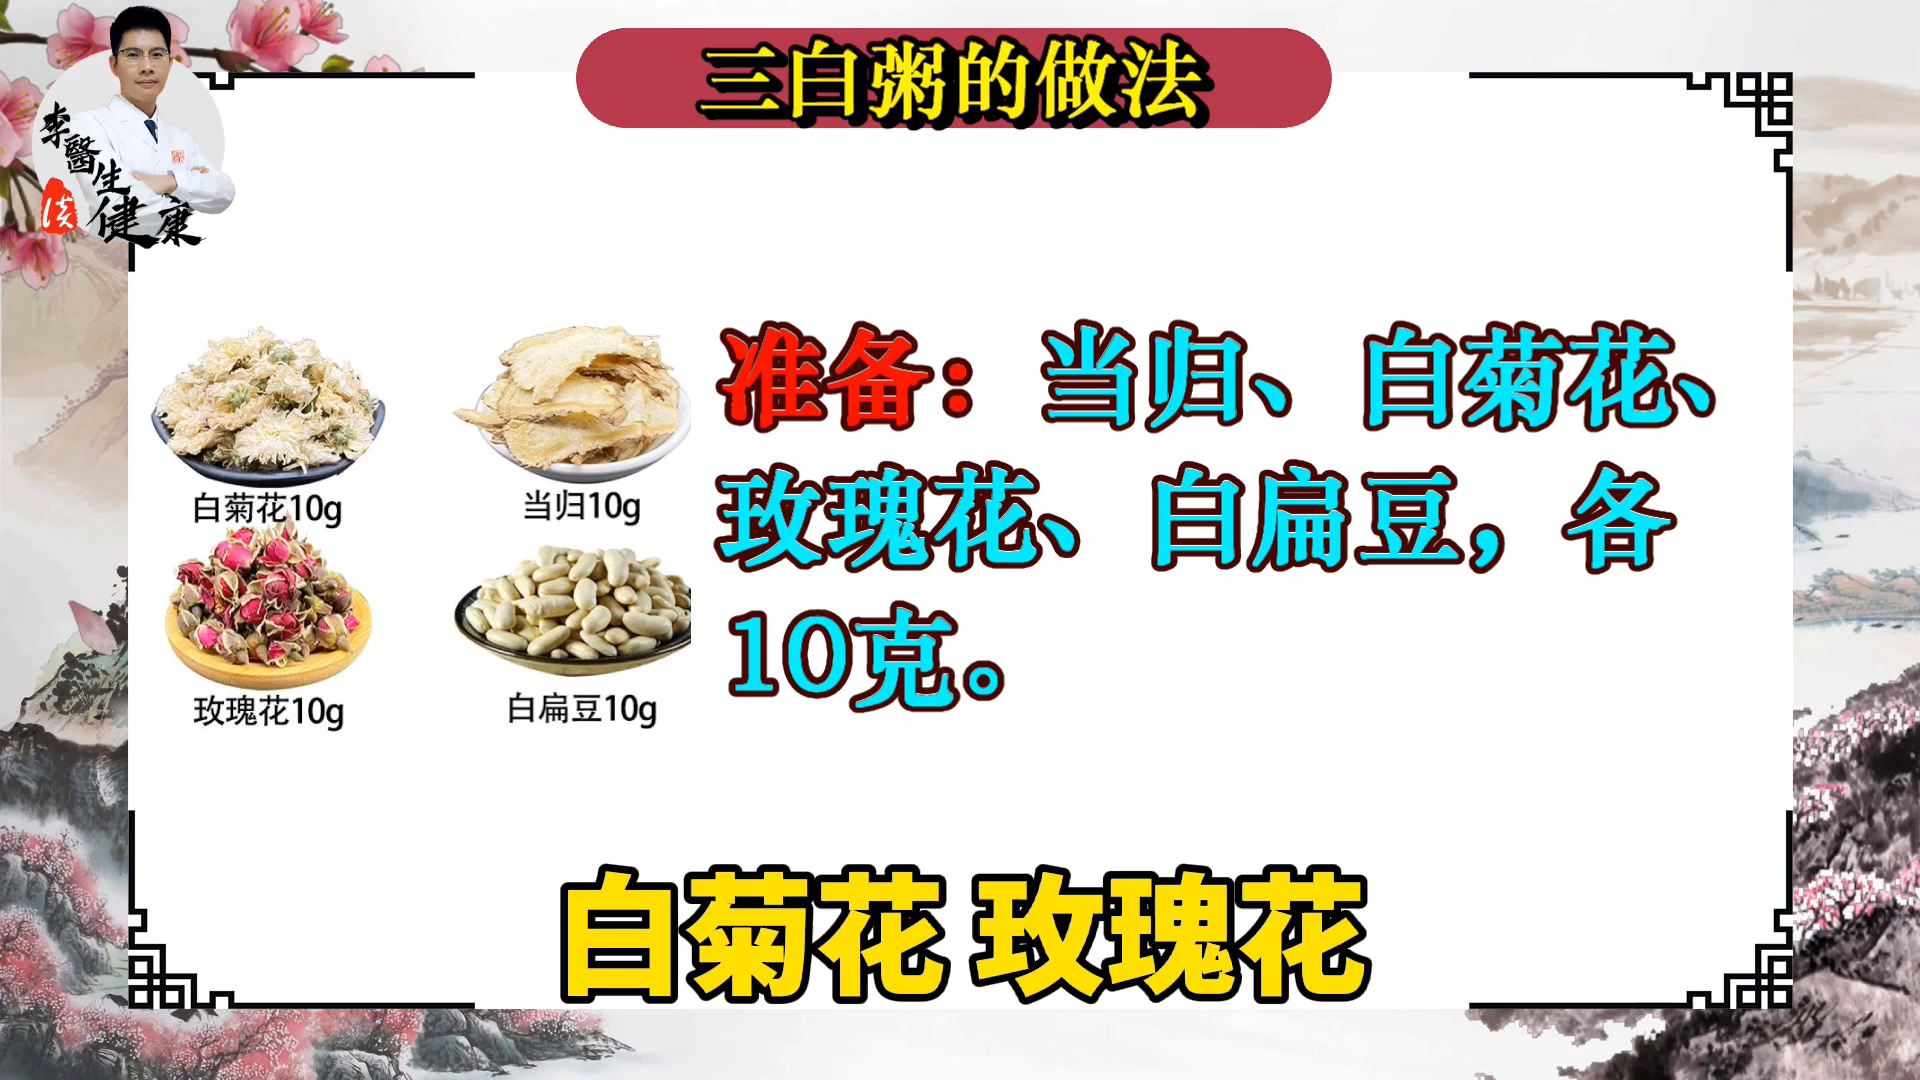 三白粥的做法
李醫生
谈
健康
准备：当归、白菊花、
玫瑰花、白扁豆，各
10克。
白菊花10g
当归10g
玫瑰花10g
白扁豆10g
白菊花 玫瑰花